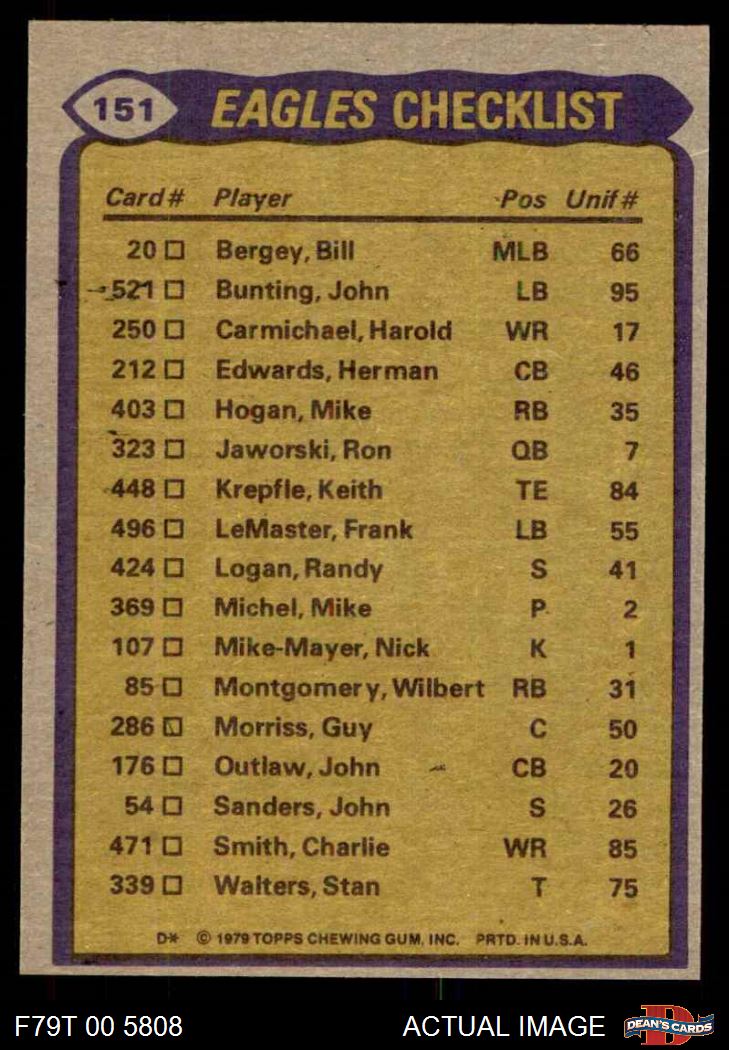 151 EAGLES CHECKLIST
Card# Player Pos Unif#
20 Bergey, Bill MLB 66
521 Bunting, John LB 95
250 Carmichael, Harold WR 17
212 Edwards, Herman CB 46
403 Hogan, Mike RB 35
323 Jaworski, Ron QB 7
448 Krepfle, Keith TE 84
496 LeMaster, Frank LB 55
424 Logan, Randy S 41
369 Michel, Mike P 2
107 Mike-Mayer, Nick K 1
85 Montgomery, Wilbert RB 31
286 Morriss, Guy C 50
176 Outlaw, John CB 20
54 Sanders, John S 26
471 Smith, Charlie WR 85
339 Walters, Stan T 75
D* © 1979 TOPPS CHEWING GUM, INC. PRTD. IN U.S.A.
F79T 00 5808 ACTUAL IMAGE DEAN'S CARDS